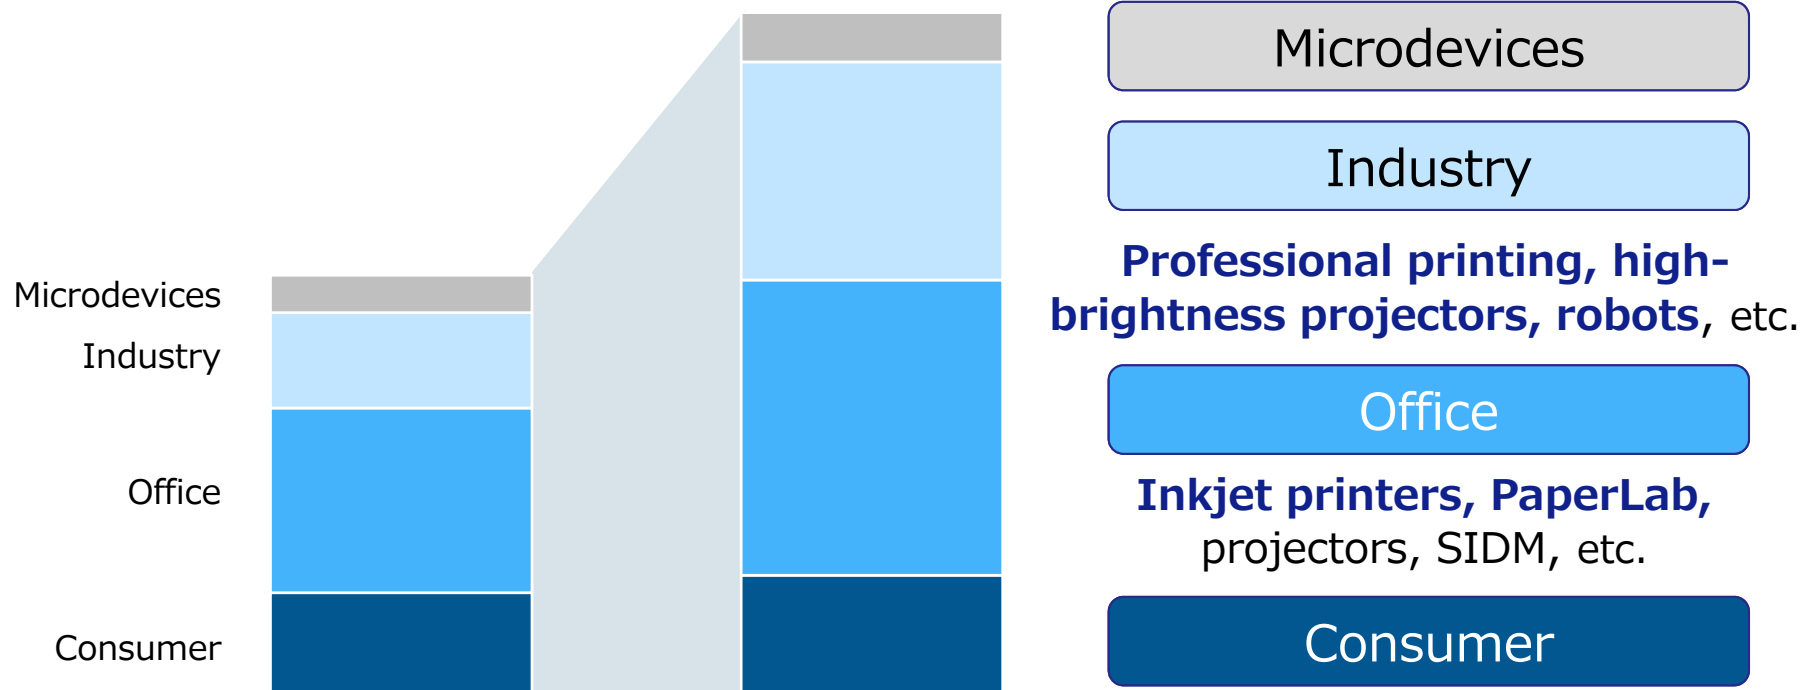 Microdevices
Industry
Office
Consumer
Microdevices
Industry
Professional printing, high-
brightness projectors, robots, etc.
Office
Inkjet printers, PaperLab,
projectors, SIDM, etc.
Consumer